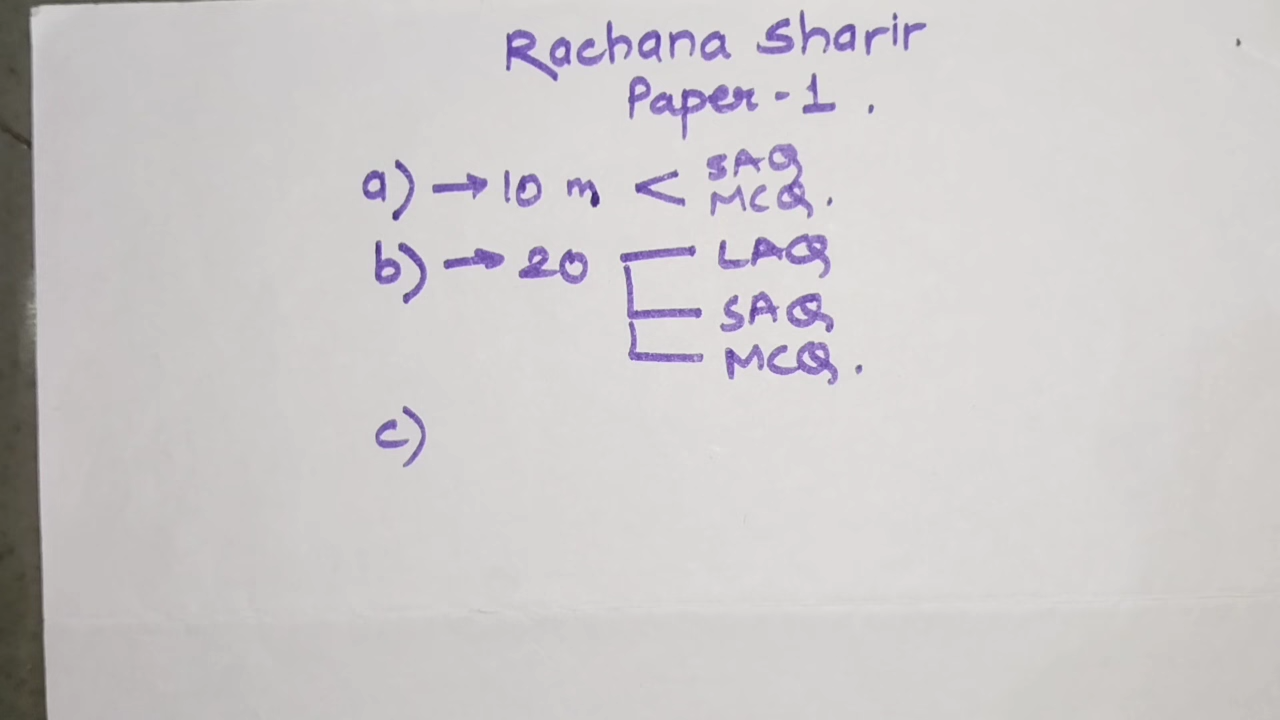 Rachana Sharir
Paper - 1 .
a) → 10 m < SAQ
MCQ.
b) → 20 LAQ
SAQ
MCQ.
c)